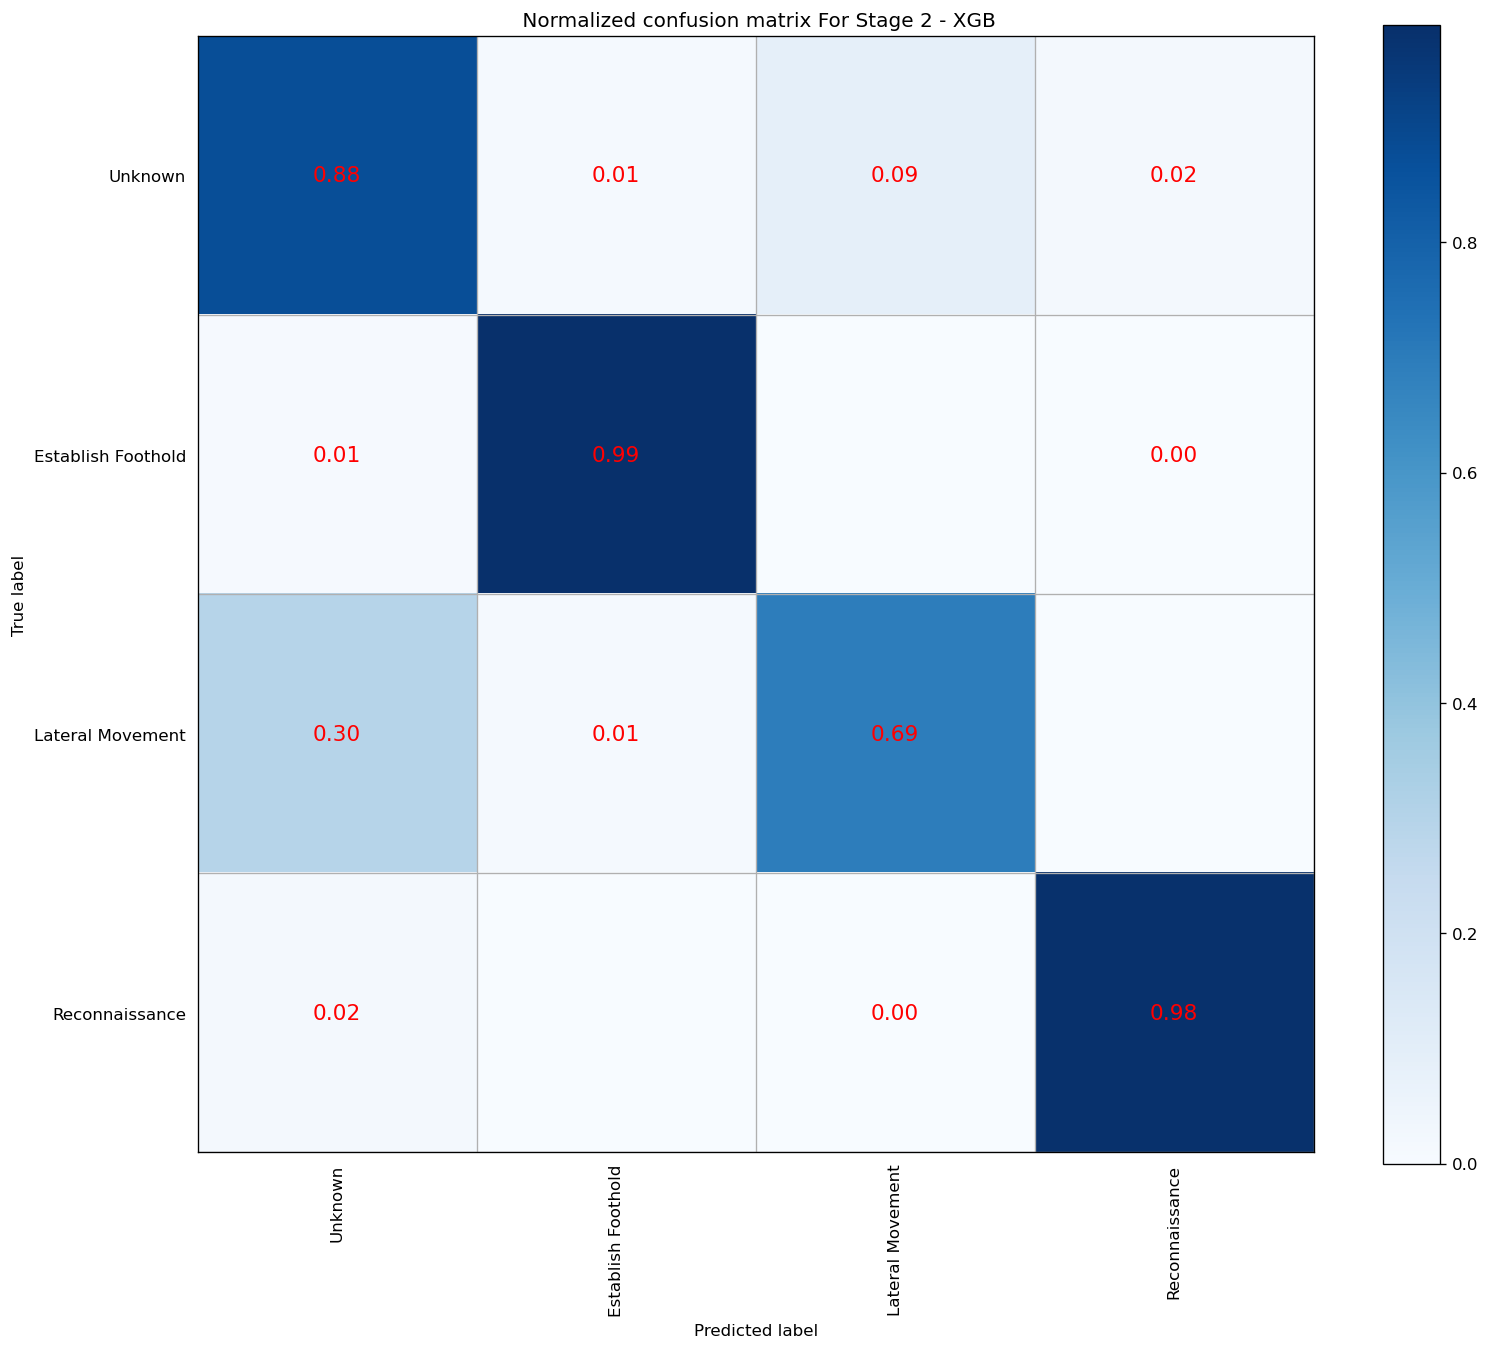 Normalized confusion matrix For Stage 2 - XGB
Unknown
0.88
0.01
0.09
0.02
Establish Foothold
0.01
0.99
0.00
Lateral Movement
0.30
0.01
0.69
Reconnaissance
0.02
0.00
0.98
True label
Unknown
Establish Foothold
Lateral Movement
Reconnaissance
Predicted label
0.8
0.6
0.4
0.2
0.0